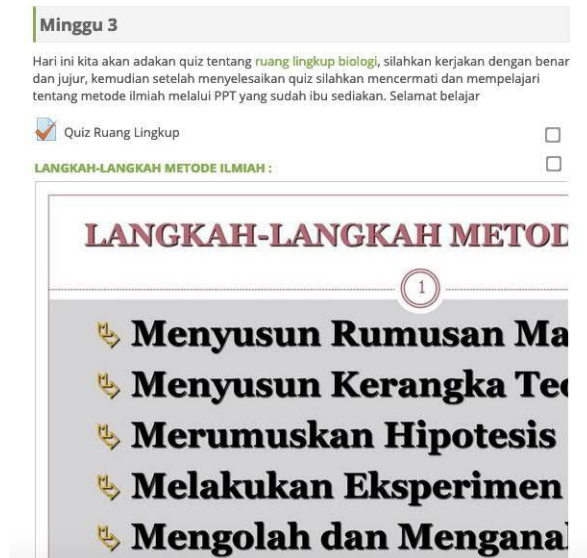 Minggu 3
Hari ini kita akan adakan quiz tentang ruang lingkup biologi, silahkan kerjakan dengan benar
dan jujur, kemudian setelah menyelesaikan quiz silahkan mencermati dan mempelajari
tentang metode ilmiah melalui PPT yang sudah ibu sediakan. Selamat belajar
Quiz Ruang Lingkup
LANGKAH-LANGKAH METODE ILMIAH :
LANGKAH-LANGKAH METOD
1
Menyusun Rumusan Ma
Menyusun Kerangka Teo
Merumuskan Hipotesis
Melakukan Eksperimen
Mengolah dan Menganal